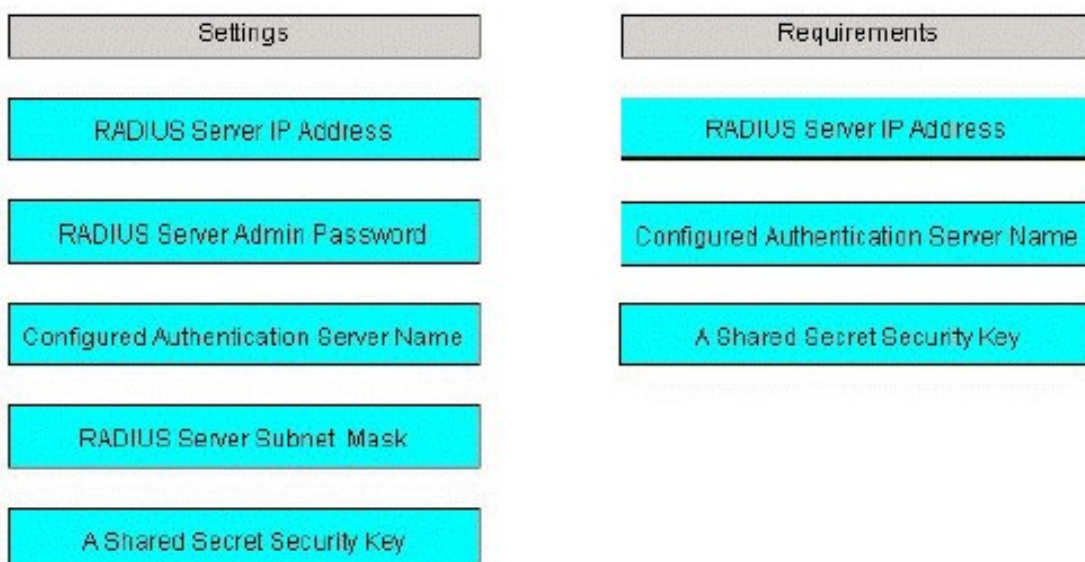 Settings
RADIUS Server IP Address
RADIUS Server Admin Password
Configured Authentication Server Name
RADIUS Server Subnet Mask
A Shared Secret Security Key
Requirements
RADIUS Server IP Address
Configured Authentication Server Name
A Shared Secret Security Key